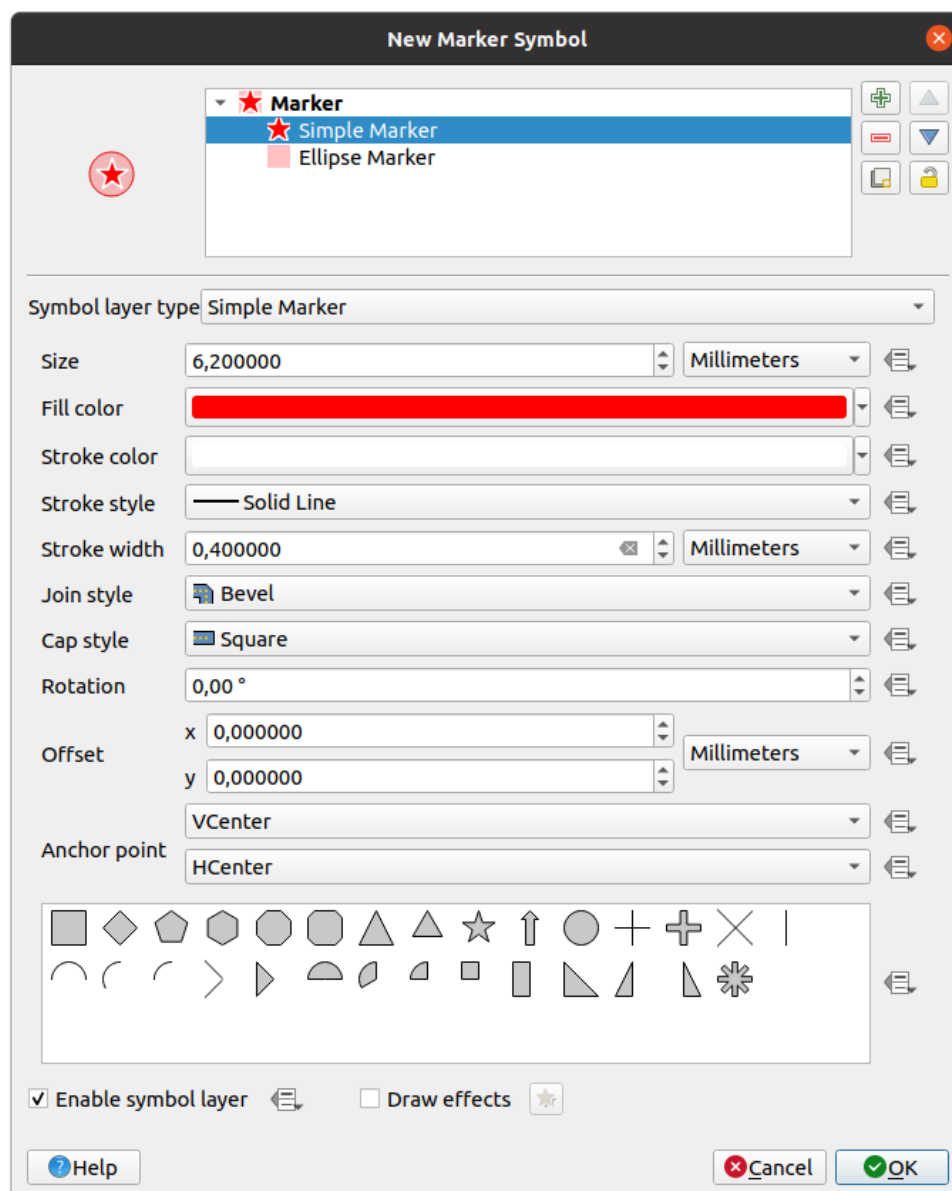 New Marker Symbol
Marker
Simple Marker
Ellipse Marker
Symbol layer type Simple Marker
Size 6,200000 Millimeters
Fill color
Stroke color
Stroke style Solid Line
Stroke width 0,400000 Millimeters
Join style Bevel
Cap style Square
Rotation 0,00 °
Offset x 0,000000 Millimeters
y 0,000000
Anchor point VCenter
HCenter
Enable symbol layer Draw effects
Help Cancel OK